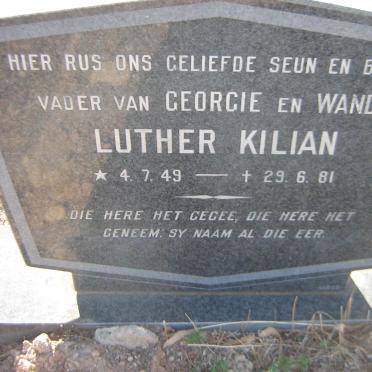 HIER RUS ONS GELIEFDE SEUN EN
VADER VAN GEORGIE EN
LUTHER KILIAN
★ 4.7.49 — ✝ 29.6.81
DIE HERE HET GEGEE, DIE HERE HET
GENEEM. SY NAAM AL DIE EER.